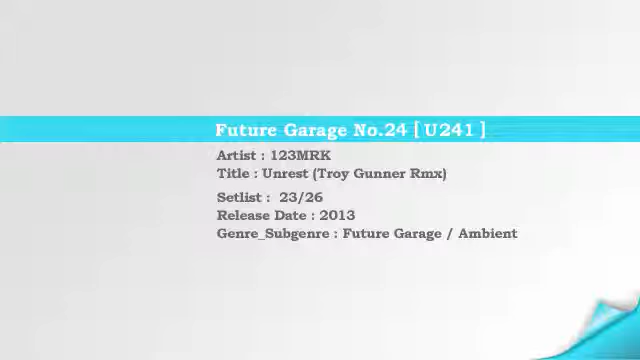 Future Garage No.24 [ U241 ]
Artist : 123MRK
Title : Unrest (Troy Gunner Rmx)
Setlist : 23/26
Release Date : 2013
Genre_Subgenre : Future Garage / Ambient